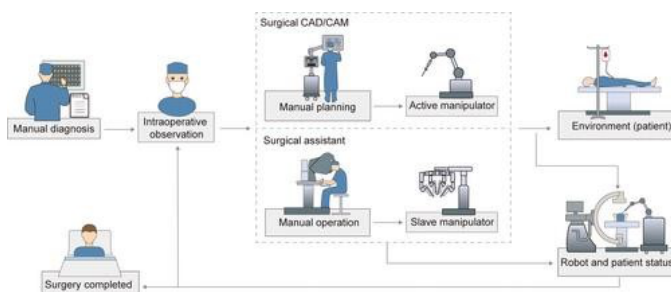 Surgical CAD/CAM
Manual diagnosis
Intraoperative
observation
Manual planning
Active manipulator
Environment (patient)
Surgical assistant
Manual operation
Slave manipulator
Surgery completed
Robot and patient status